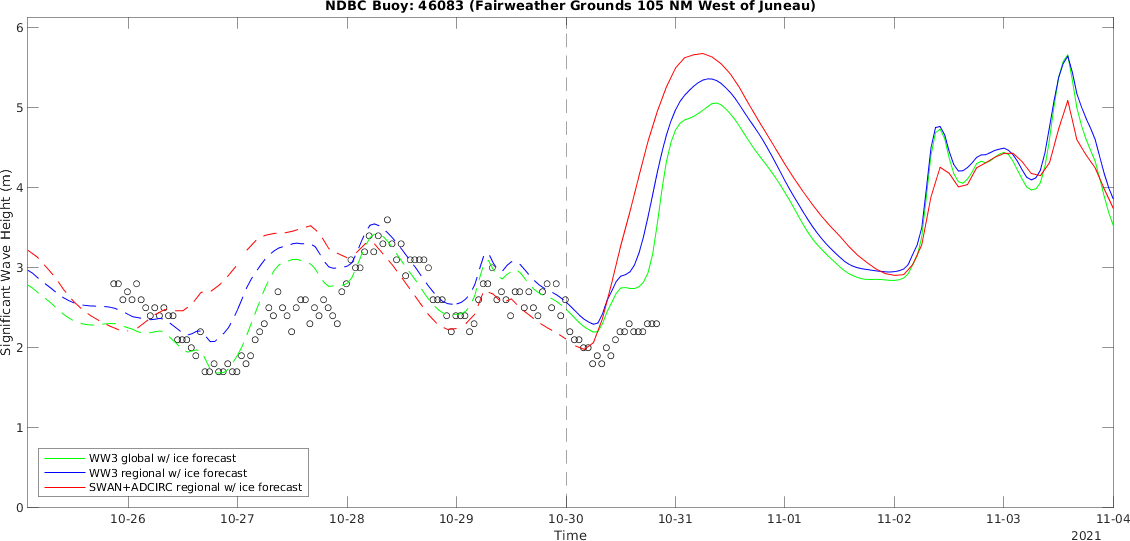 NDBC Buoy: 46083 (Fairweather Grounds 105 NM West of Juneau)
6
5
4
3
2
1
0
Significant Wave Height (m)
WW3 global w/ ice forecast
WW3 regional w/ ice forecast
SWAN+ADCIRC regional w/ ice forecast
10-26 10-27 10-28 10-29 10-30 10-31 11-01 11-02 11-03 11-04
Time
2021